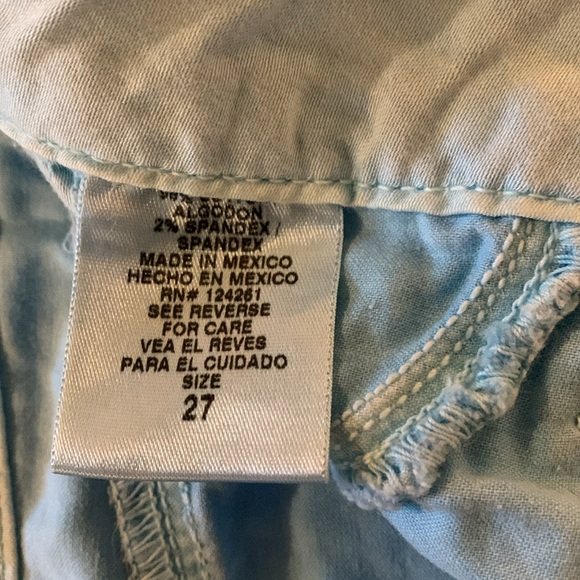 ALGODON
2% SPANDEX /
SPANDEX
MADE IN MEXICO
HECHO EN MEXICO
RN# 124261
SEE REVERSE
FOR CARE
VEA EL REVES
PARA EL CUIDADO
SIZE
27